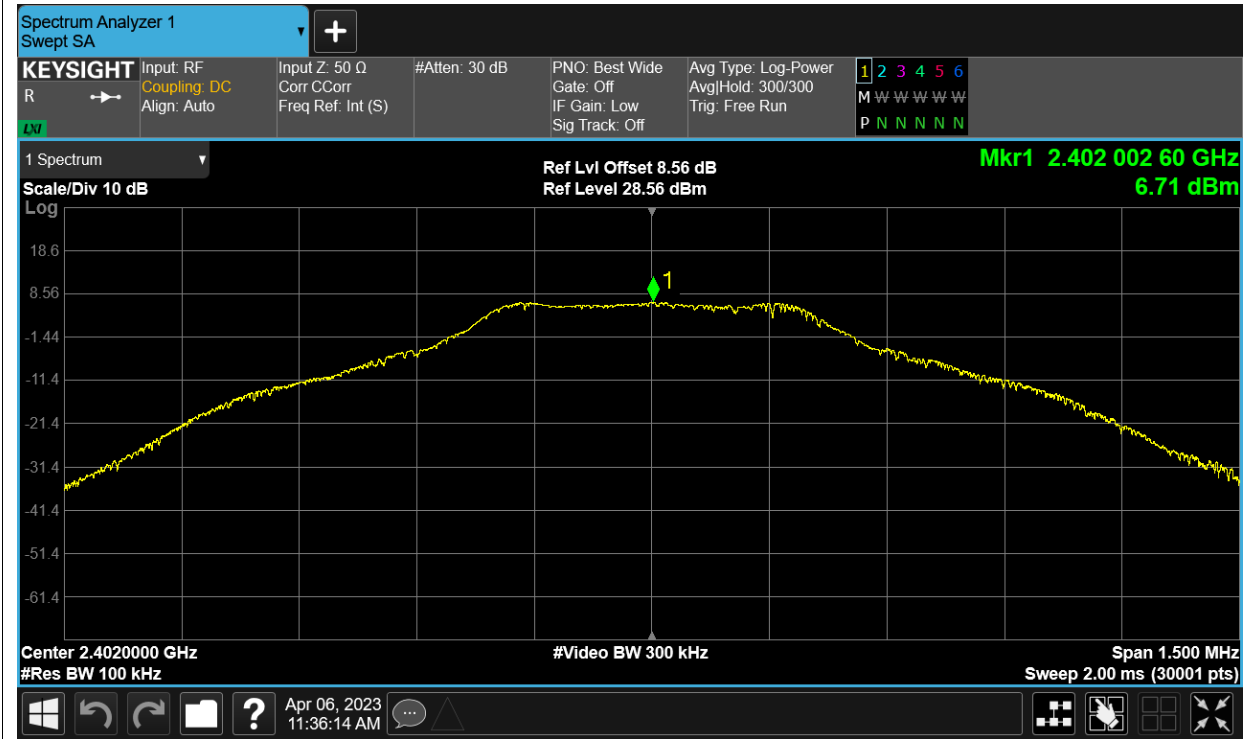 Spectrum Analyzer 1
Swept SA
KEYSIGHT
R
LXI
Input: RF
Coupling: DC
Align: Auto
Input Z: 50 Ω
Corr CCorr
Freq Ref: Int (S)
#Atten: 30 dB
PNO: Best Wide
Gate: Off
IF Gain: Low
Sig Track: Off
Avg Type: Log-Power
Avg|Hold: 300/300
Trig: Free Run
1 2 3 4 5 6
M W W W W W
P N N N N N
1 Spectrum
Scale/Div 10 dB
Log
Ref Lvl Offset 8.56 dB
Ref Level 28.56 dBm
Mkr1 2.402 002 60 GHz
6.71 dBm
18.6
8.56
1
-1.44
-11.4
-21.4
-31.4
-41.4
-51.4
-61.4
Center 2.4020000 GHz
#Res BW 100 kHz
#Video BW 300 kHz
Span 1.500 MHz
Sweep 2.00 ms (30001 pts)
?
Apr 06, 2023
11:36:14 AM